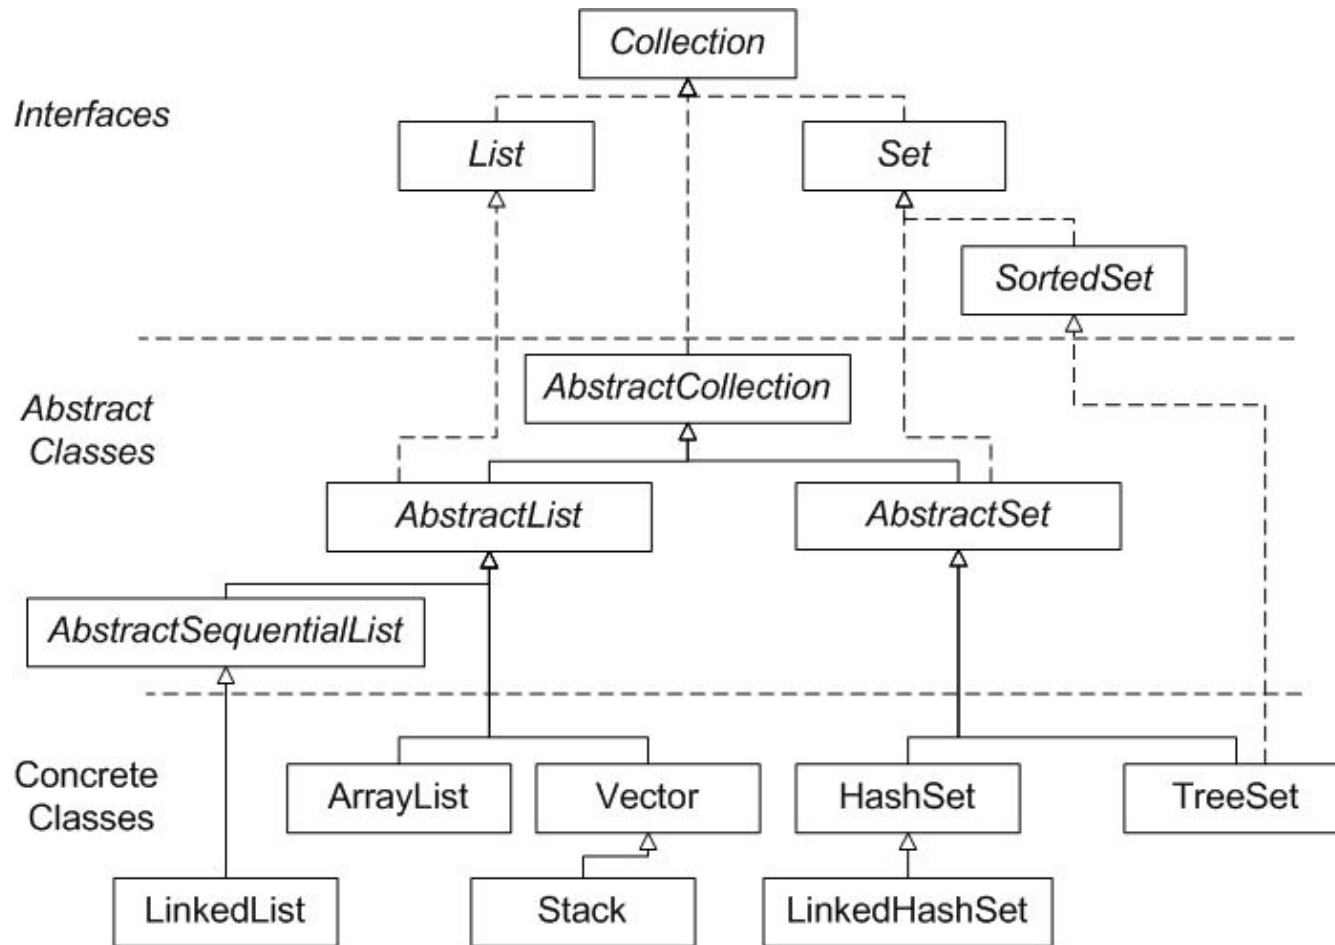 Collection
Interfaces
List
Set
SortedSet
AbstractCollection
Abstract
Classes
AbstractList
AbstractSet
AbstractSequentialList
Concrete
Classes
ArrayList
Vector
HashSet
TreeSet
LinkedList
Stack
LinkedHashSet